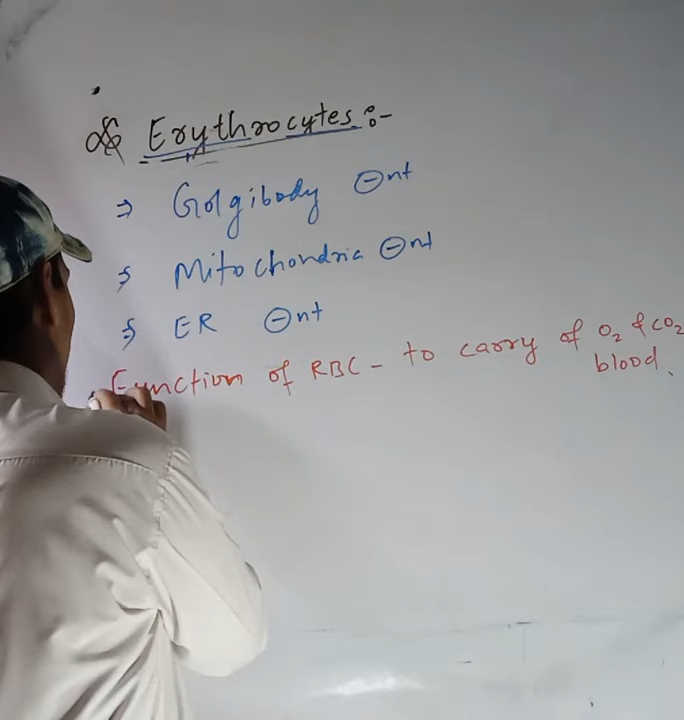 Erythrocytes :-
⇒ Golgibody ⊖nt
Mitochondria ⊖nt
ER ⊖nt
Function of RBC - to carry of O₂ & CO₂
blood.